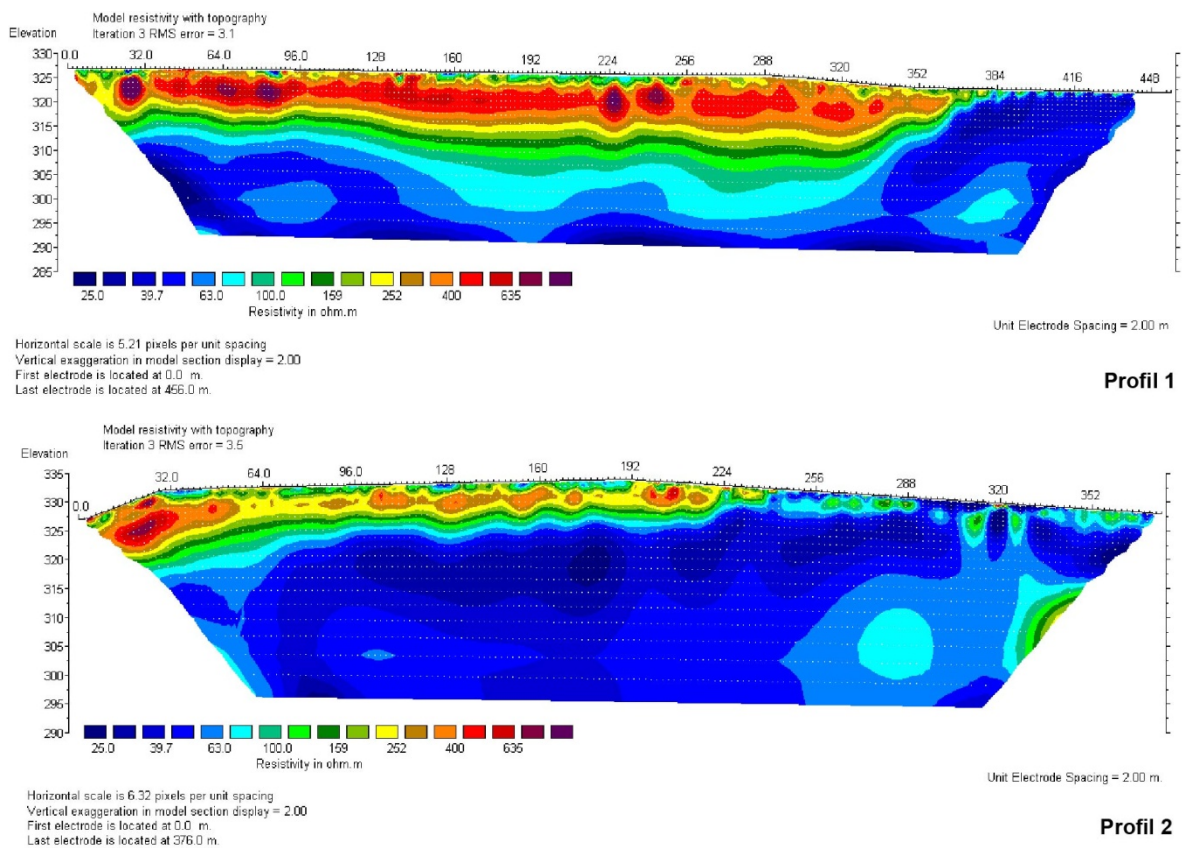 Model resistivity with topography
Iteration 3 RMS error = 3.1
Elevation
0.0 32.0 64.0 96.0 128 160 192 224 256 288 320 352 384 416 448
330
325
320
315
310
305
300
295
290
285
25.0 39.7 63.0 100.0 159 252 400 635
Resistivity in ohm.m
Unit Electrode Spacing = 2.00 m
Horizontal scale is 5.21 pixels per unit spacing
Vertical exaggeration in model section display = 2.00
First electrode is located at 0.0 m.
Last electrode is located at 456.0 m.
Profil 1
Model resistivity with topography
Iteration 3 RMS error = 3.5
Elevation
0.0 32.0 64.0 96.0 128 160 192 224 256 288 320 352
335
330
325
320
315
310
305
300
295
290
25.0 39.7 63.0 100.0 159 252 400 635
Resistivity in ohm.m
Unit Electrode Spacing = 2.00 m.
Horizontal scale is 6.32 pixels per unit spacing
Vertical exaggeration in model section display = 2.00
First electrode is located at 0.0 m.
Last electrode is located at 376.0 m.
Profil 2